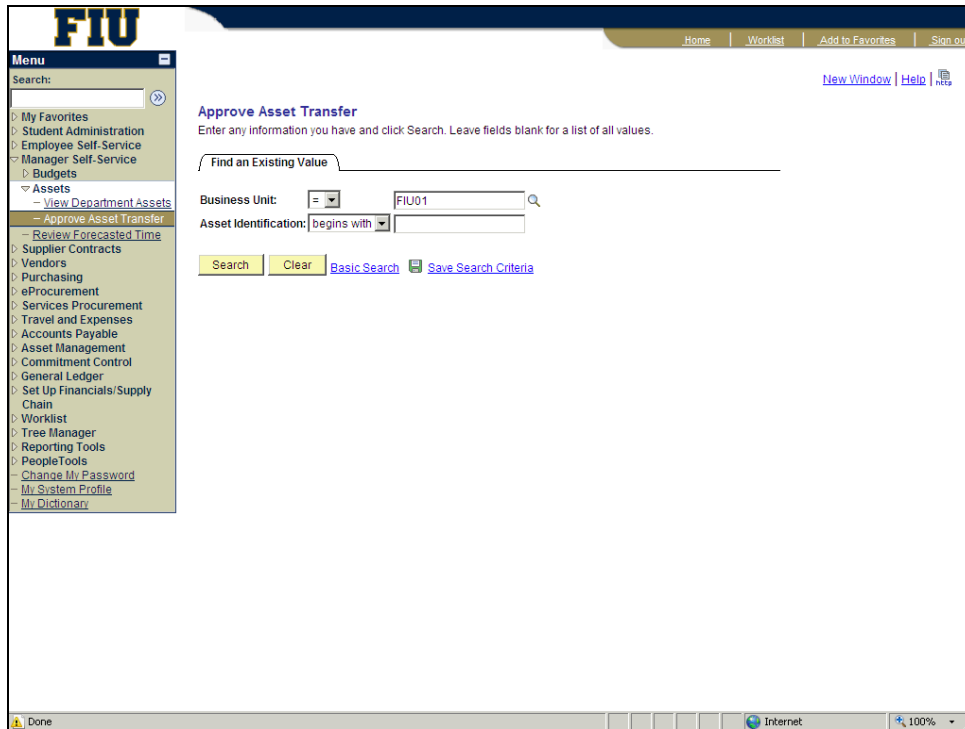 FIU
Home Worklist Add to Favorites Sign ou
Menu
Search:
New Window | Help | http
My Favorites
Student Administration
Employee Self-Service
Manager Self-Service
Budgets
Assets
View Department Assets
Approve Asset Transfer
Review Forecasted Time
Supplier Contracts
Vendors
Purchasing
eProcurement
Services Procurement
Travel and Expenses
Accounts Payable
Asset Management
Commitment Control
General Ledger
Set Up Financials/Supply
Chain
Worklist
Tree Manager
Reporting Tools
PeopleTools
Change My Password
My System Profile
My Dictionary
Approve Asset Transfer
Enter any information you have and click Search. Leave fields blank for a list of all values.
Find an Existing Value
Business Unit: = FIU01
Asset Identification: begins with
Search Clear Basic Search Save Search Criteria
Done Internet 100%